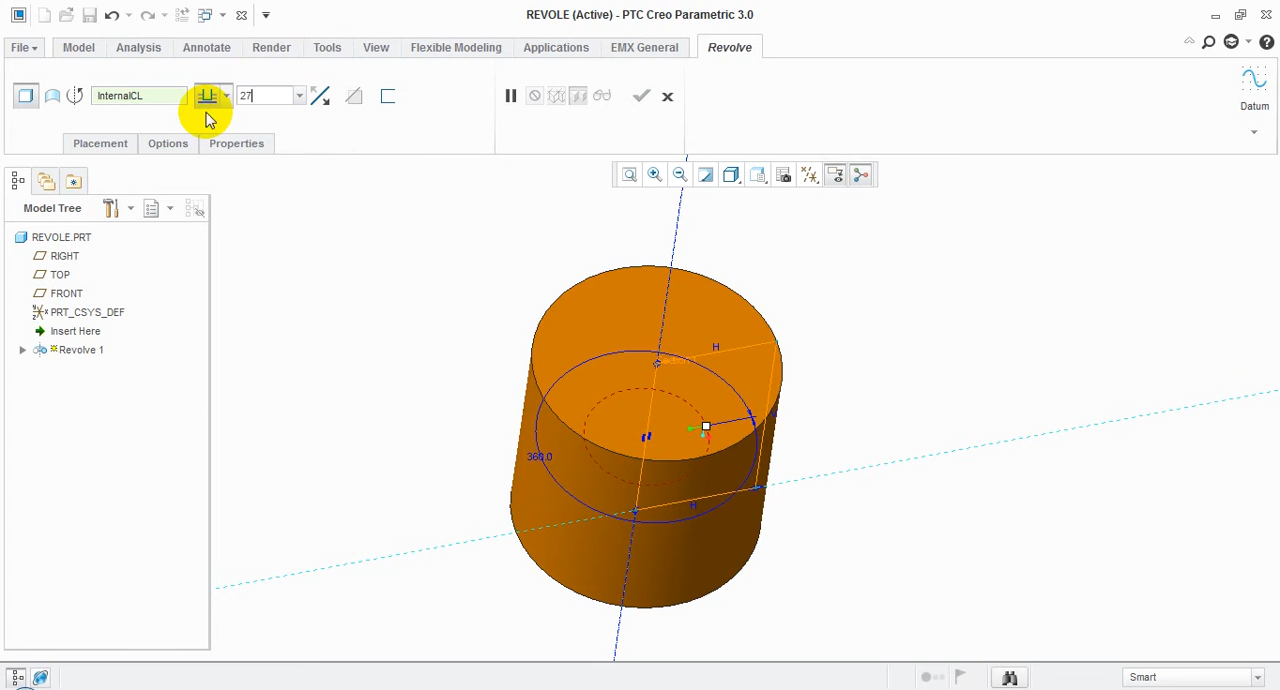 REVOLE (Active) - PTC Creo Parametric 3.0
File Model Analysis Annotate Render Tools View Flexible Modeling Applications EMX General Revolve
InternalCL 27
Datum
Placement Options Properties
Model Tree
REVOLE.PRT
RIGHT
TOP
FRONT
PRT_CSYS_DEF
Insert Here
Revolve 1
H
360.0
H
Smart